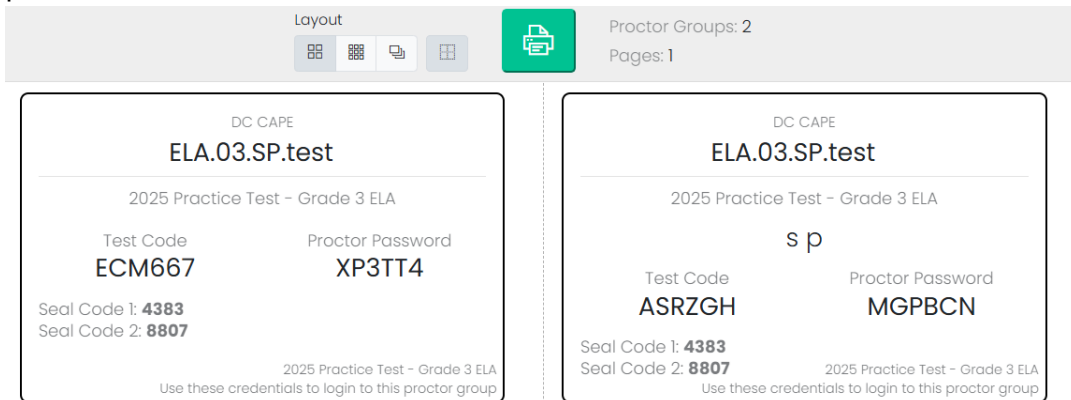 Layout
Proctor Groups: 2
Pages: 1
DC CAPE
ELA.03.SP.test
2025 Practice Test - Grade 3 ELA
Test Code Proctor Password
ECM667 XP3TT4
Seal Code 1: 4383
Seal Code 2: 8807
2025 Practice Test - Grade 3 ELA
Use these credentials to login to this proctor group
DC CAPE
ELA.03.SP.test
2025 Practice Test - Grade 3 ELA
s p
Test Code Proctor Password
ASRZGH MGPBCN
Seal Code 1: 4383
Seal Code 2: 8807
2025 Practice Test - Grade 3 ELA
Use these credentials to login to this proctor group